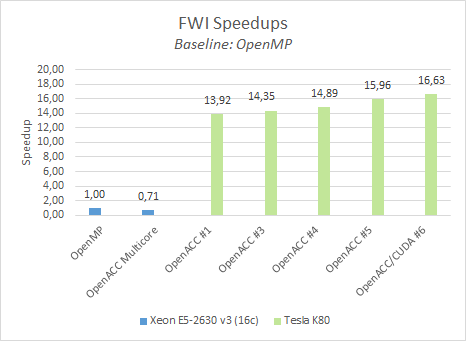 FWI Speedups
Baseline: OpenMP
Speedup
20,00
18,00
16,00
14,00
12,00
10,00
8,00
6,00
4,00
2,00
0,00
1,00
0,71
13,92
14,35
14,89
15,96
16,63
OpenMP
OpenACC Multicore
OpenACC #1
OpenACC #3
OpenACC #4
OpenACC #5
OpenACC/CUDA #6
Xeon E5-2630 v3 (16c) Tesla K80